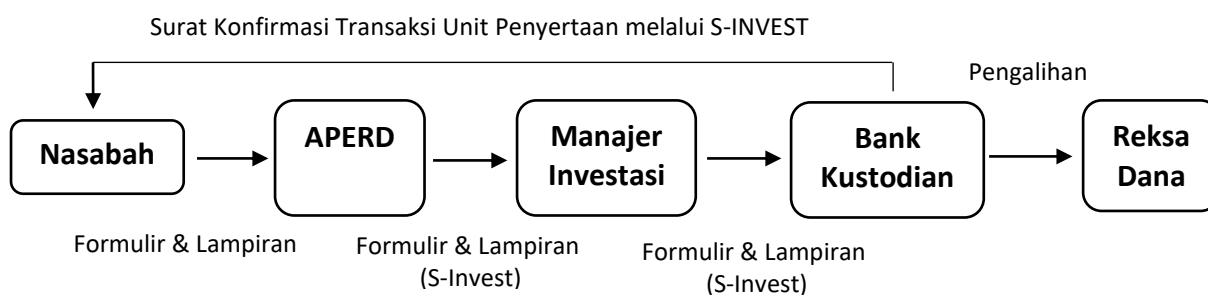 Surat Konfirmasi Transaksi Unit Penyertaan melalui S-INVEST
Pengalihan
Nasabah
APERD
Manajer
Investasi
Bank
Kustodian
Reksa
Dana
Formulir & Lampiran
Formulir & Lampiran
(S-Invest)
Formulir & Lampiran
(S-Invest)